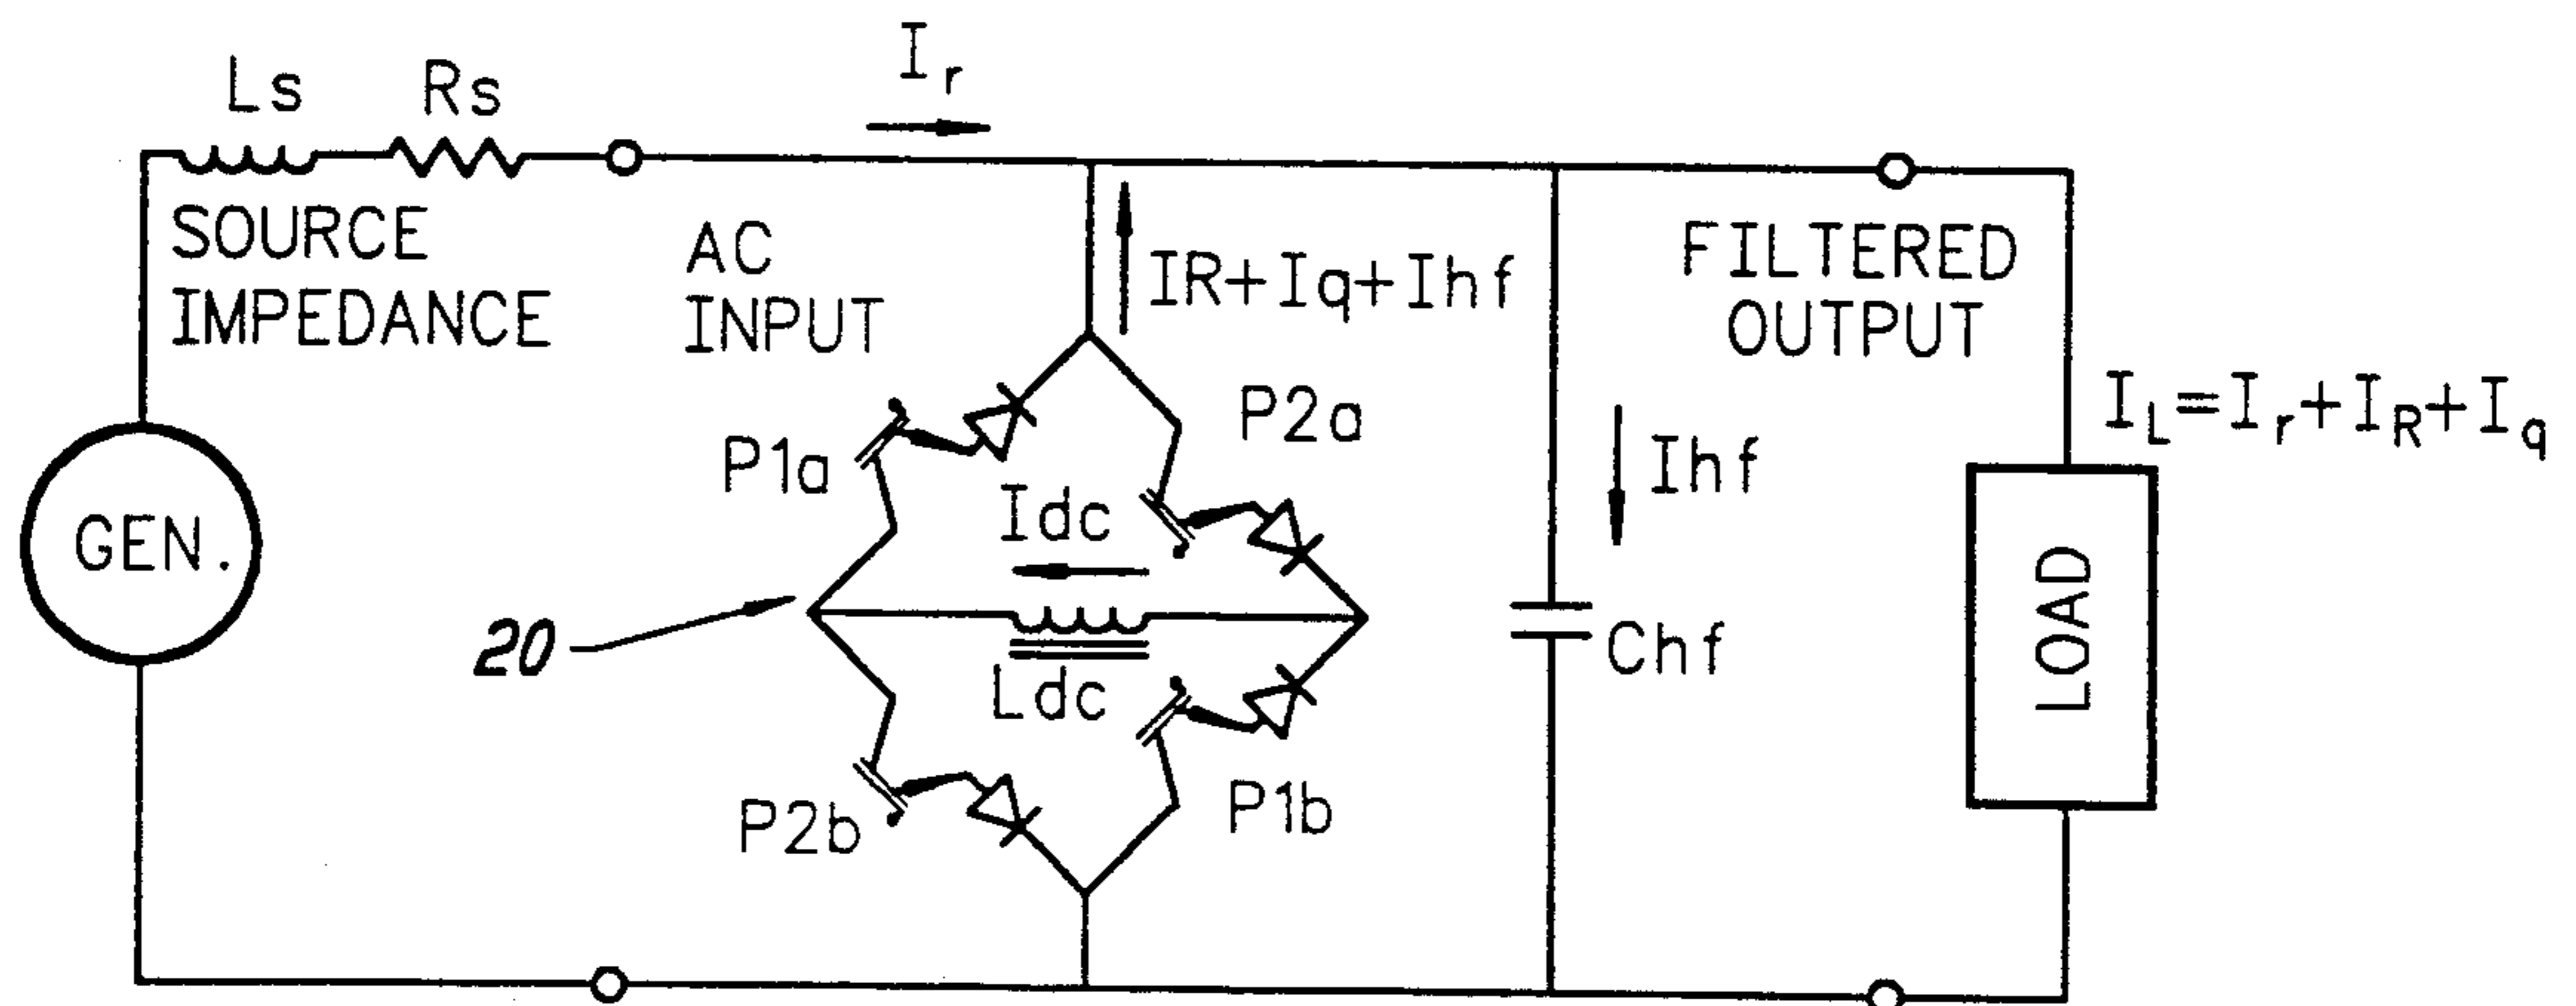 Ls
Rs
Ir
SOURCE
IMPEDANCE
AC
INPUT
IR+Iq+Ihf
FILTERED
OUTPUT
GEN.
P1a
P2a
Idc
Ldc
20
P2b
P1b
Ihf
Chf
LOAD
IL=Ir+IR+Iq